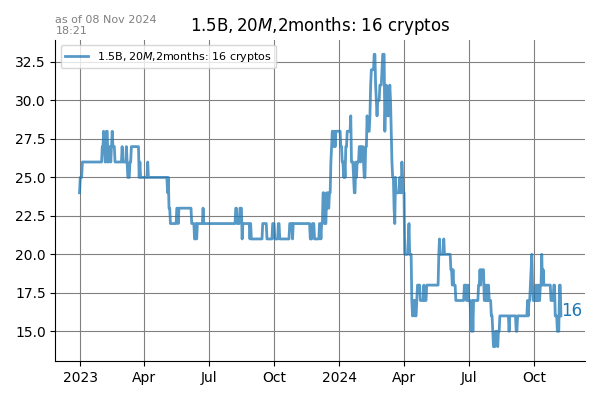 as of 08 Nov 2024
18:21
1.5B, 20M,2months: 16 cryptos
1.5B, 20M,2months: 16 cryptos
32.5
30.0
27.5
25.0
22.5
20.0
17.5
15.0
16
2023 Apr Jul Oct 2024 Apr Jul Oct